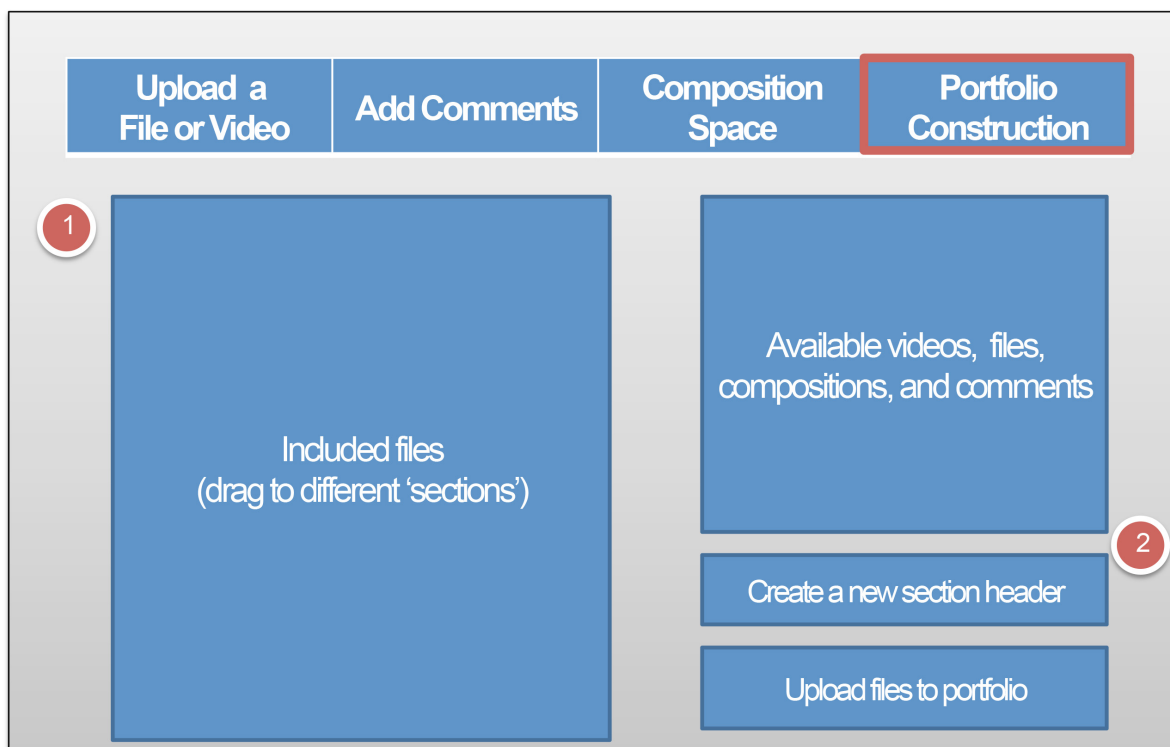 Upload a
File or Video
Add Comments
Composition
Space
Portfolio
Construction
1
Included files
(drag to different ‘sections’)
Available videos, files,
compositions, and comments
2
Create a new section header
Upload files to portfolio